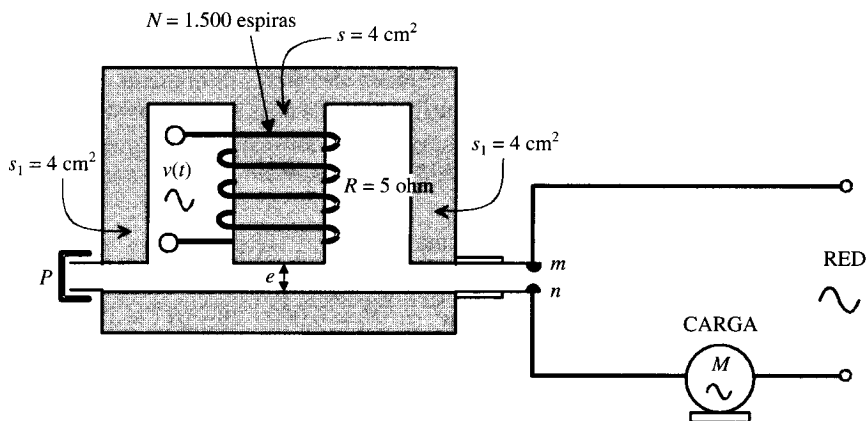 N = 1.500 espiras
s = 4 cm²
s₁ = 4 cm²
s₁ = 4 cm²
v(t)
R = 5 ohm
P
e
m
n
RED
CARGA
M